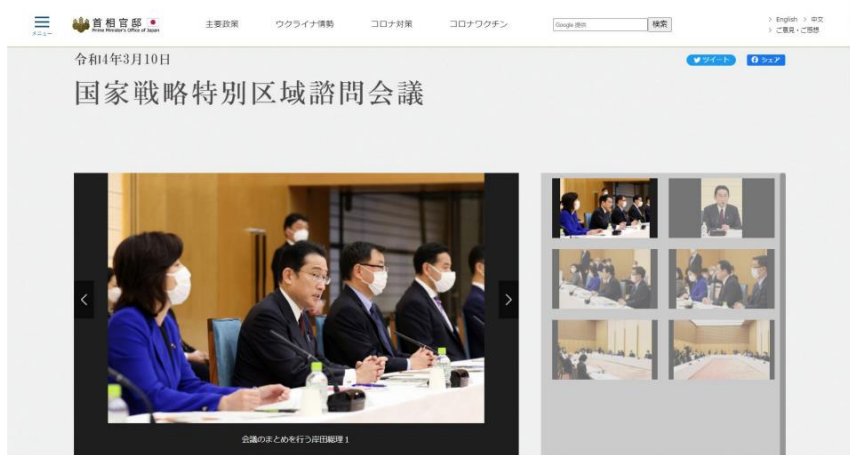 メニュー
首相官邸
Prime Minister's Office of Japan
主要政策
ウクライナ情勢
コロナ対策
コロナワクチン
Google 提供
検索
> English > 中文
> ご意見・ご感想
令和4年3月10日
ツイート
シェア
国家戦略特別区域諮問会議
会議のまとめを行う岸田総理1